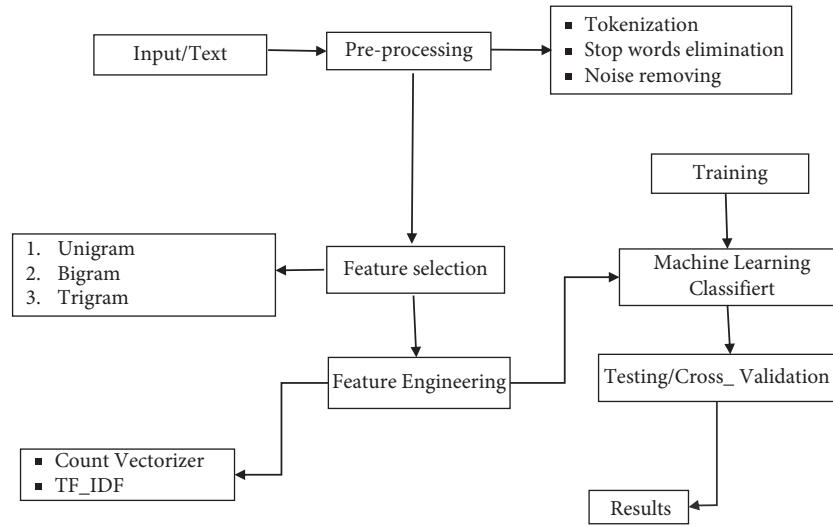 Input/Text
Pre-processing
▪ Tokenization
▪ Stop words elimination
▪ Noise removing
Training
1. Unigram
2. Bigram
3. Trigram
Feature selection
Machine Learning
Classifiert
Feature Engineering
Testing/Cross_ Validation
▪ Count Vectorizer
▪ TF_IDF
Results